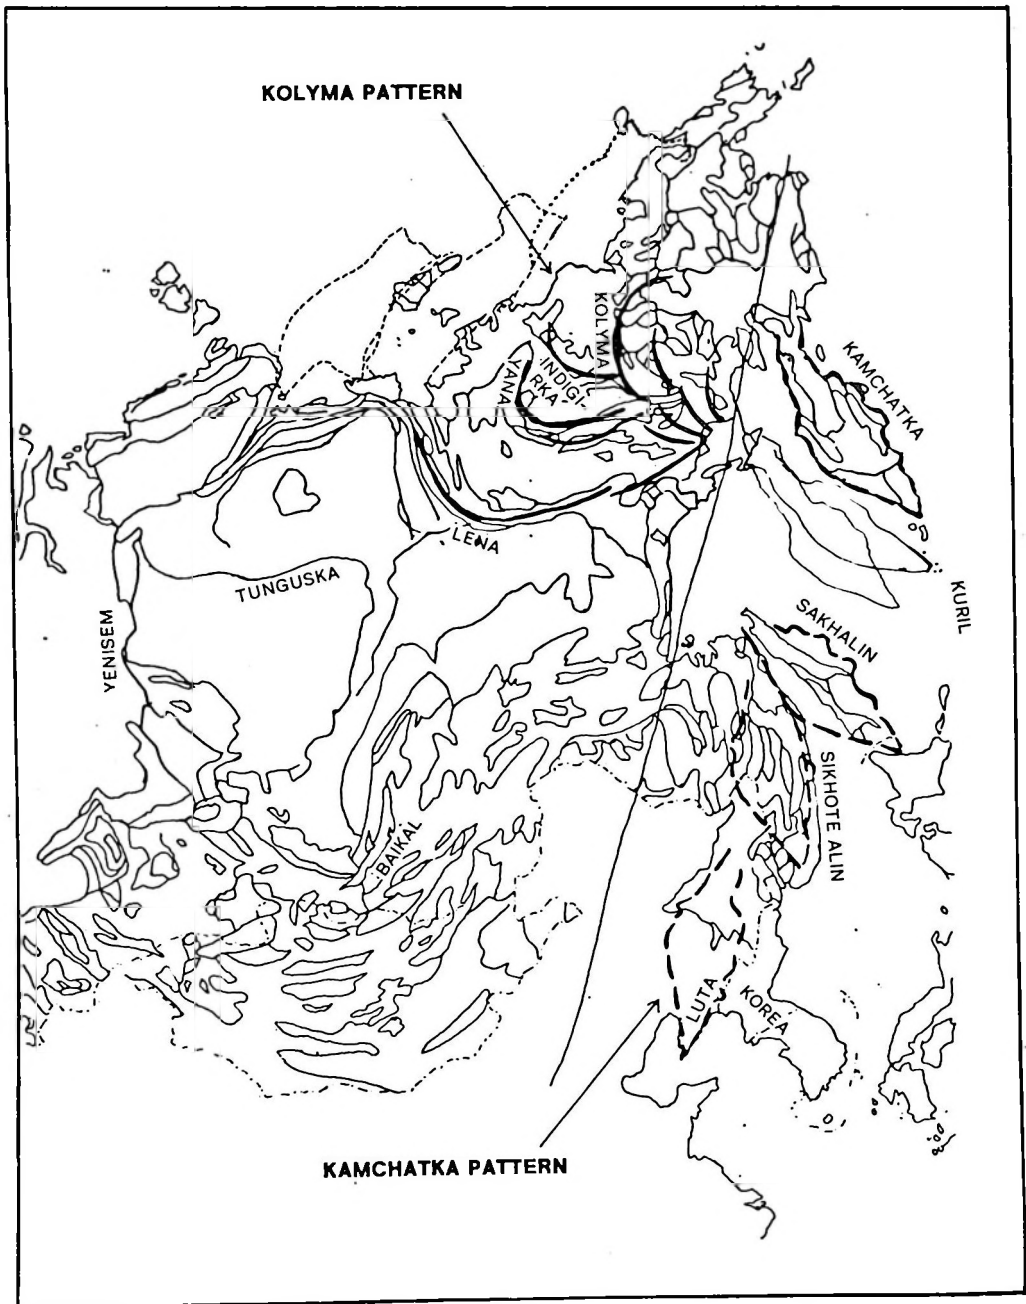 KOLYMA PATTERN
KOLYMA
INDIGI-
RKA
YANA
KAMCHATKA
LENA
TUNGUSKA
KURIL
YENISEM
SAKHALIN
SIKHOTE ALIN
BAIKAL
LUTA
KOREA
KAMCHATKA PATTERN